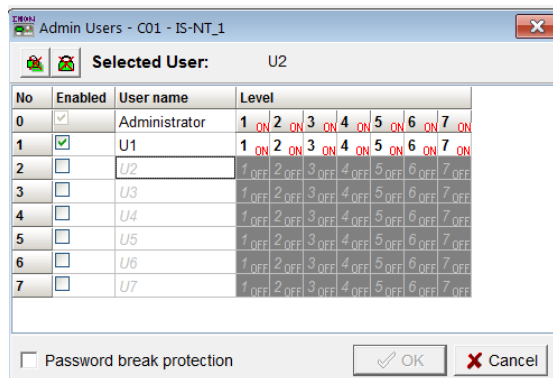 Admin Users - C01 - IS-NT_1
Selected User: U2
No Enabled User name Level
0 Administrator 1 ON 2 ON 3 ON 4 ON 5 ON 6 ON 7 ON
1 U1 1 ON 2 ON 3 ON 4 ON 5 ON 6 ON 7 ON
2 U2 1 OFF 2 OFF 3 OFF 4 OFF 5 OFF 6 OFF 7 OFF
3 U3 1 OFF 2 OFF 3 OFF 4 OFF 5 OFF 6 OFF 7 OFF
4 U4 1 OFF 2 OFF 3 OFF 4 OFF 5 OFF 6 OFF 7 OFF
5 U5 1 OFF 2 OFF 3 OFF 4 OFF 5 OFF 6 OFF 7 OFF
6 U6 1 OFF 2 OFF 3 OFF 4 OFF 5 OFF 6 OFF 7 OFF
7 U7 1 OFF 2 OFF 3 OFF 4 OFF 5 OFF 6 OFF 7 OFF
Password break protection OK Cancel